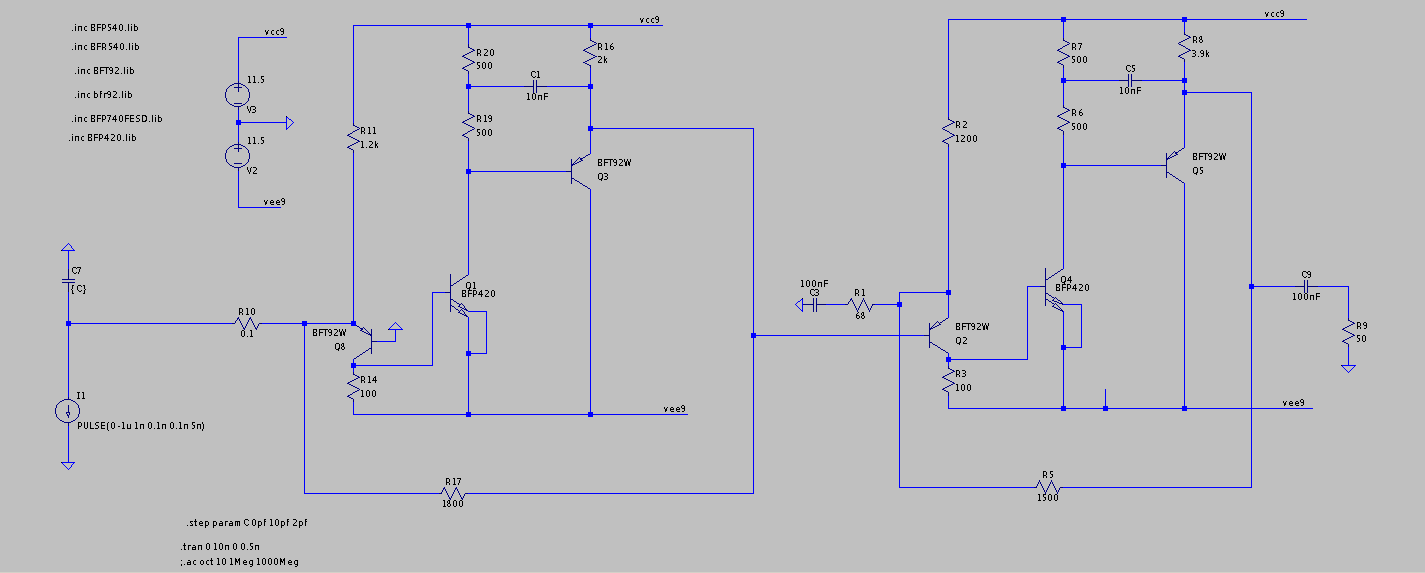 .inc BFP540.lib
.inc BFR540.lib
.inc BFT92.lib
.inc bfr92.lib
.inc BFP740FESD.lib
.inc BFP420.lib
vcc9
11.5
V3
11.5
V2
vee9
C7
{C}
I1
PULSE(0 -1u 1n 0.1n 0.1n 5n)
R10
0.1
vcc9
R11
1.2k
R20
500
C1
10nF
R16
2k
R19
500
BFT92W
Q3
Q1
BFP420
BFT92W
Q8
R14
100
vee9
R17
1800
vcc9
R7
500
C5
10nF
R8
3.9k
R2
1200
R6
500
BFT92W
Q5
100nF
C3
R1
68
Q4
BFP420
BFT92W
Q2
R3
100
C9
100nF
R9
50
vee9
R5
1500
.step param C 0pf 10pf 2pf
.tran 0 10n 0 0.5n
;.ac oct 10 1Meg 1000Meg